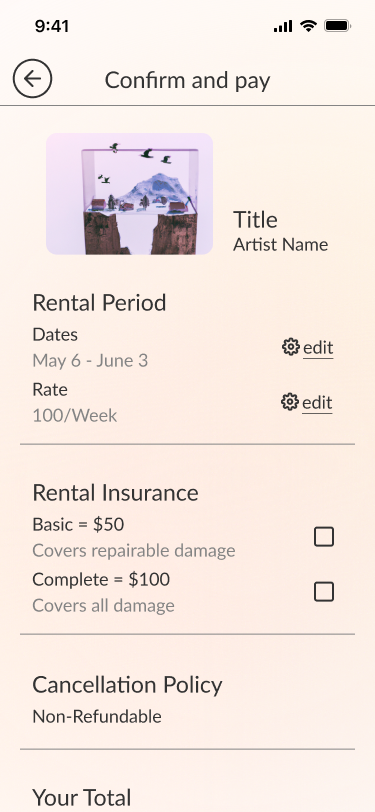 9:41
Confirm and pay
Title
Artist Name
Rental Period
Dates
May 6 - June 3
edit
Rate
100/Week
edit
Rental Insurance
Basic = $50
Covers repairable damage
Complete = $100
Covers all damage
Cancellation Policy
Non-Refundable
Your Total